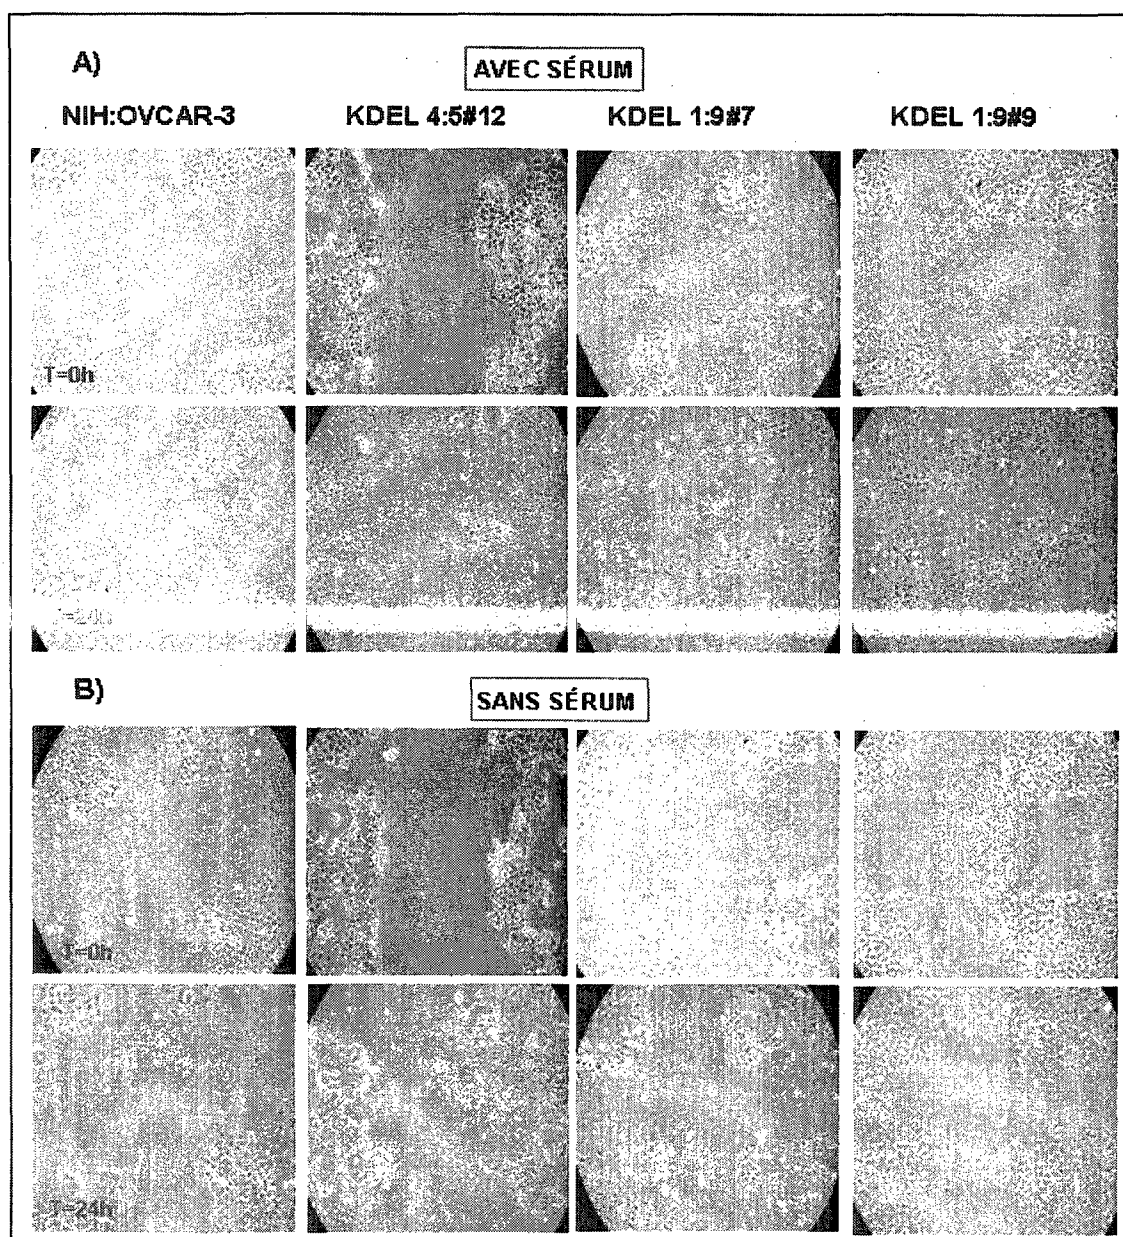 A)
AVEC SÉRUM
NIH:OVCAR-3 KDEL 4:5#12 KDEL 1:9#7 KDEL 1:9#9
T=0h
T=24h
B)
SANS SÉRUM
T=0h
T=24h